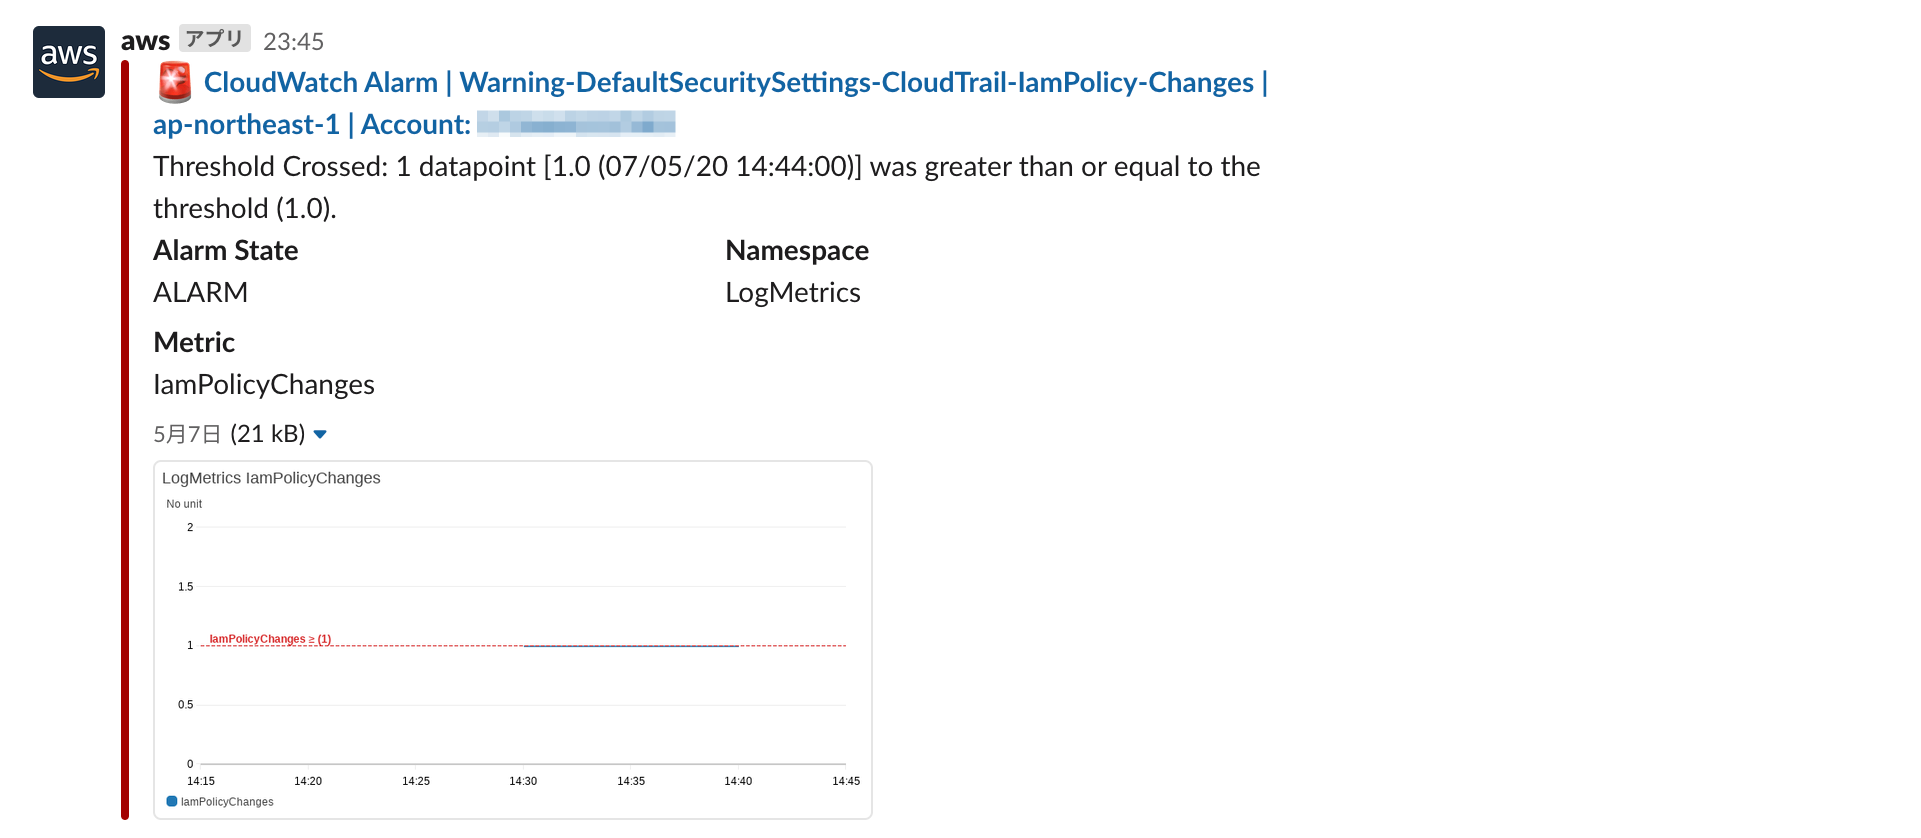 aws
aws アプリ 23:45
CloudWatch Alarm | Warning-DefaultSecuritySettings-CloudTrail-IamPolicy-Changes |
ap-northeast-1 | Account:
Threshold Crossed: 1 datapoint [1.0 (07/05/20 14:44:00)] was greater than or equal to the
threshold (1.0).
Alarm State Namespace
ALARM LogMetrics
Metric
IamPolicyChanges
5月7日 (21 kB)
LogMetrics IamPolicyChanges
No unit
2
1.5
IamPolicyChanges ≥ (1)
1
0.5
0
14:15 14:20 14:25 14:30 14:35 14:40 14:45
IamPolicyChanges